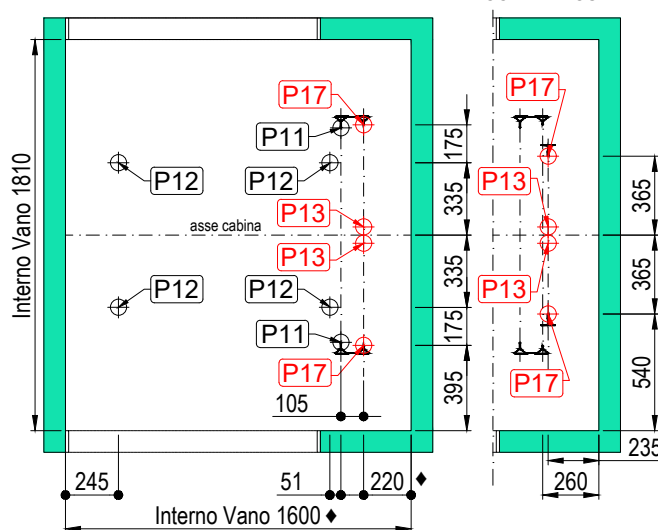 P17
P11
P12
P12
P13
asse cabina
P13
P12
P12
P11
P17
Interno Vano 1810
175
335
335
175
395
105
245
51
220 ♦
Interno Vano 1600 ♦
P17
P13
P13
P17
365
365
540
235
260